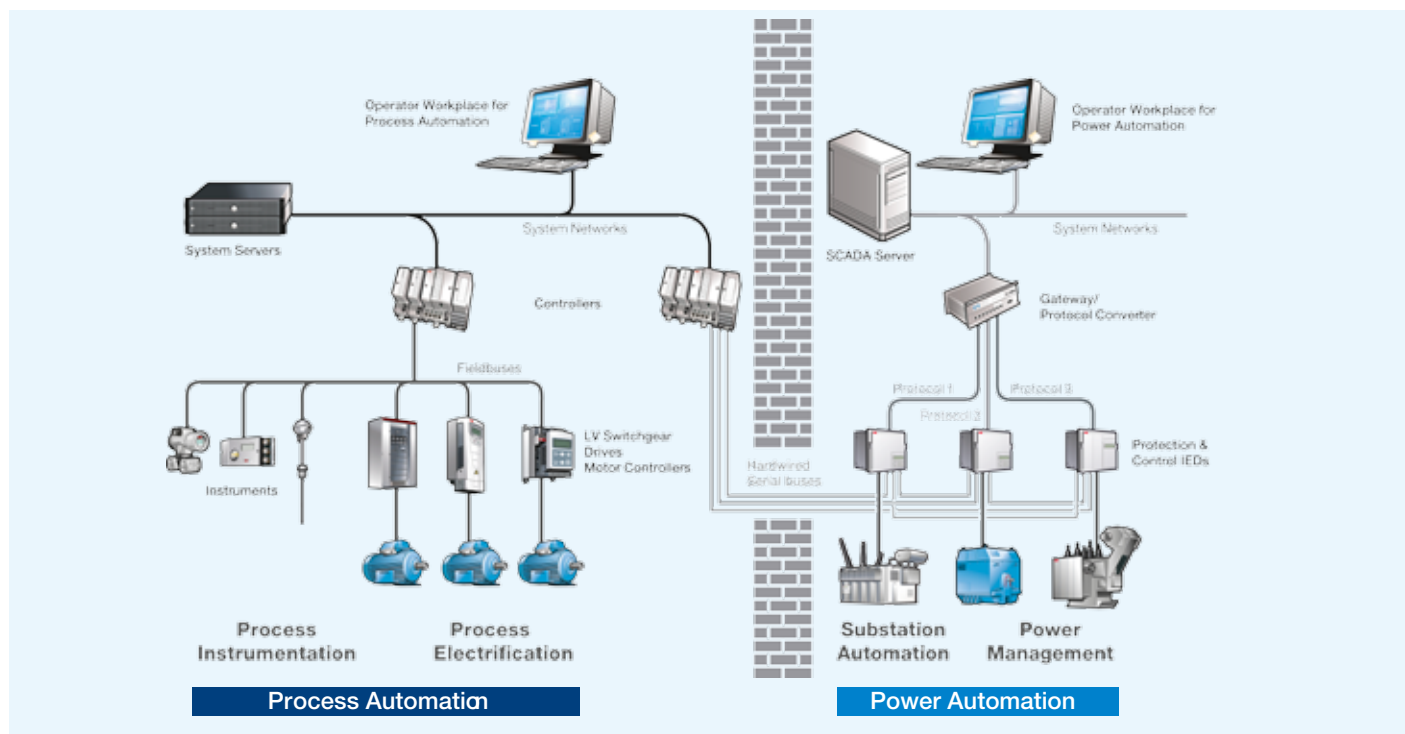 Operator Workplace for
Process Automation
Operator Workplace for
Power Automation
System Servers
System Networks
SCADA Server
System Networks
Controllers
Gateway/
Protocol Converter
Fieldbuses
Protocol 1
Protocol 2
Protocol 3
LV Switchgear
Drives
Motor Controllers
Instruments
Hardwired
Serial buses
Protection &
Control IEDs
Process
Instrumentation
Process
Electrification
Substation
Automation
Power
Management
Process Automation
Power Automation